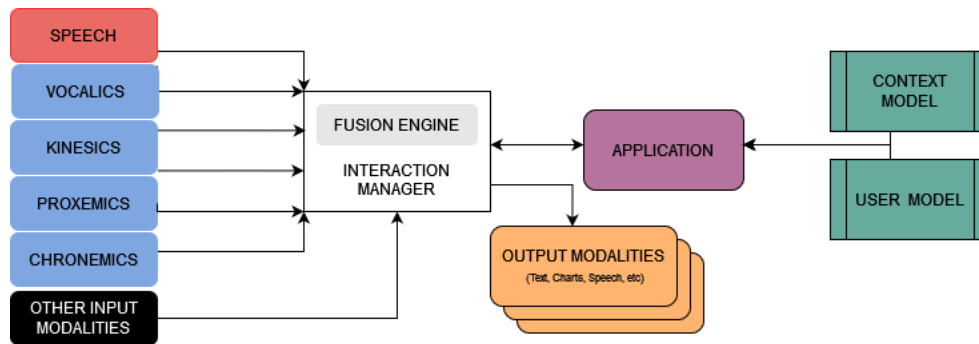 SPEECH
VOCALICS
KINESICS
PROXEMICS
CHRONEMICS
OTHER INPUT
MODALITIES
FUSION ENGINE
INTERACTION
MANAGER
APPLICATION
OUTPUT MODALITIES
(Text, Charts, Speech, etc)
CONTEXT
MODEL
USER MODEL